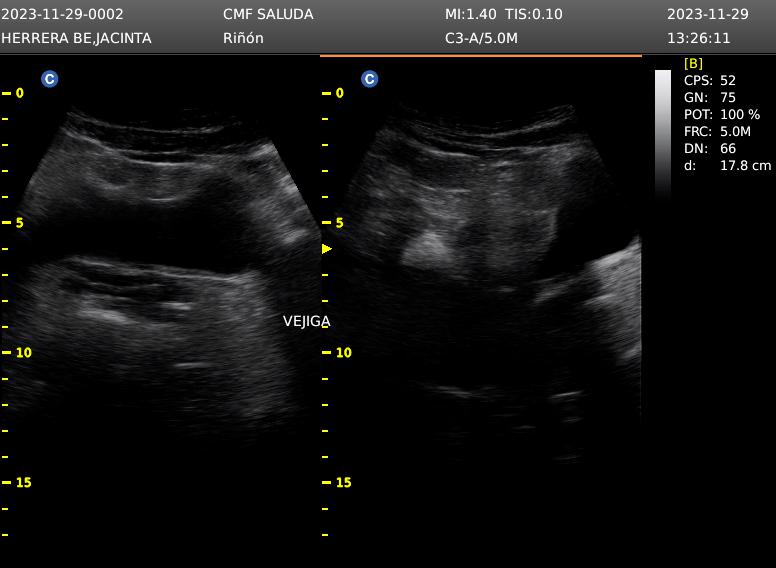 2023-11-29-0002 CMF SALUDA MI:1.40 TIS:0.10 2023-11-29
HERRERA BE,JACINTA Riñón C3-A/5.0M 13:26:11
[B]
CPS: 52
GN: 75
POT: 100 %
FRC: 5.0M
DN: 66
d: 17.8 cm
C
0
5
10
15
VEJIGA
C
0
5
10
15